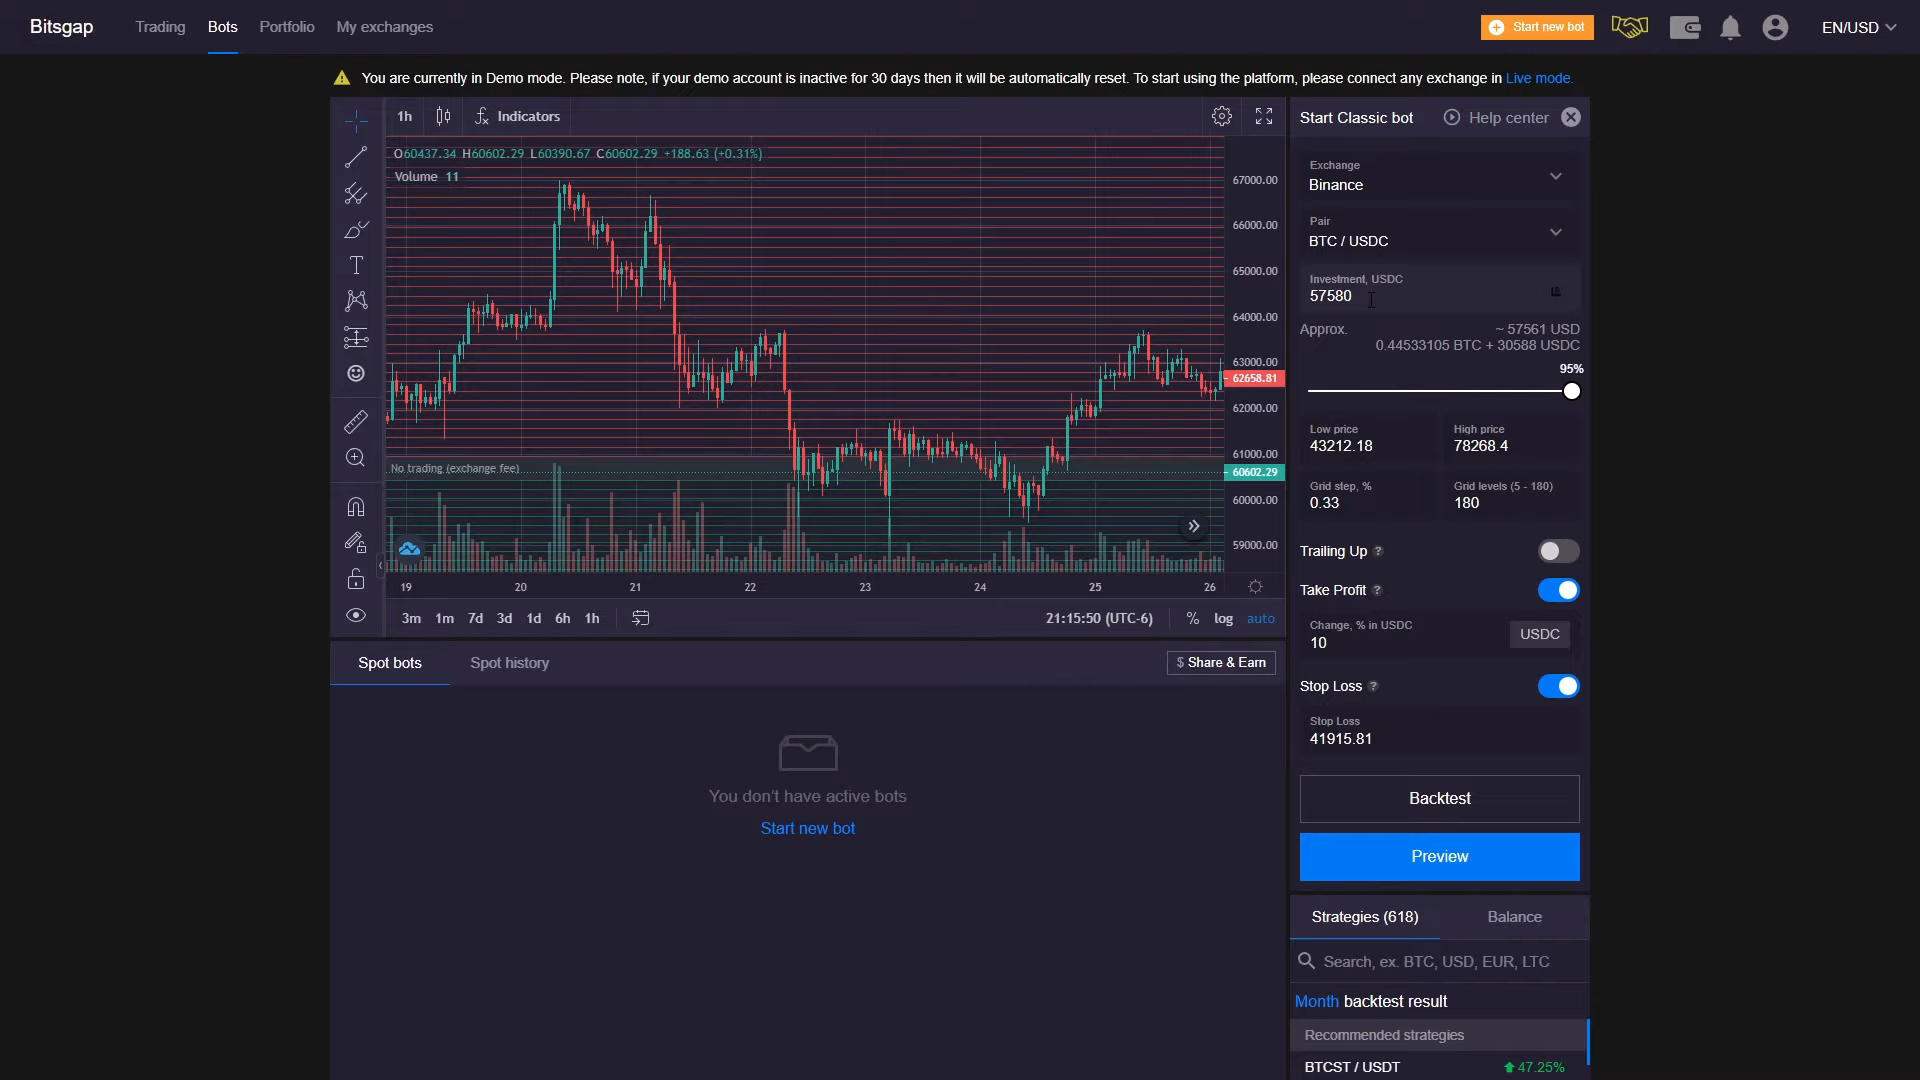 Bitsgap
Trading
Bots
Portfolio
My exchanges
Start new bot
EN/USD
You are currently in Demo mode. Please note, if your demo account is inactive for 30 days then it will be automatically reset. To start using the platform, please connect any exchange in Live mode.
1h
Indicators
O60437.34 H60602.29 L60390.67 C60602.29 +188.63 (+0.31%)
Volume 11
67000.00
66000.00
65000.00
64000.00
63000.00
62658.81
62000.00
61000.00
No trading (exchange fee)
60602.29
60000.00
59000.00
19
20
21
22
23
24
25
26
3m
1m
7d
3d
1d
6h
1h
21:15:50 (UTC-6)
%
log
auto
Spot bots
Spot history
$ Share & Earn
You don't have active bots
Start new bot
Start Classic bot
Help center
Exchange
Binance
Pair
BTC / USDC
Investment, USDC
57580
Approx.
~ 57561 USD
0.44533105 BTC + 30588 USDC
95%
Low price
43212.18
High price
78268.4
Grid step, %
0.33
Grid levels (5 - 180)
180
Trailing Up ?
Take Profit ?
Change, % in USDC
10
USDC
Stop Loss ?
Stop Loss
41915.81
Backtest
Preview
Strategies (618)
Balance
Search, ex. BTC, USD, EUR, LTC
Month backtest result
Recommended strategies
BTCST / USDT
47.25%